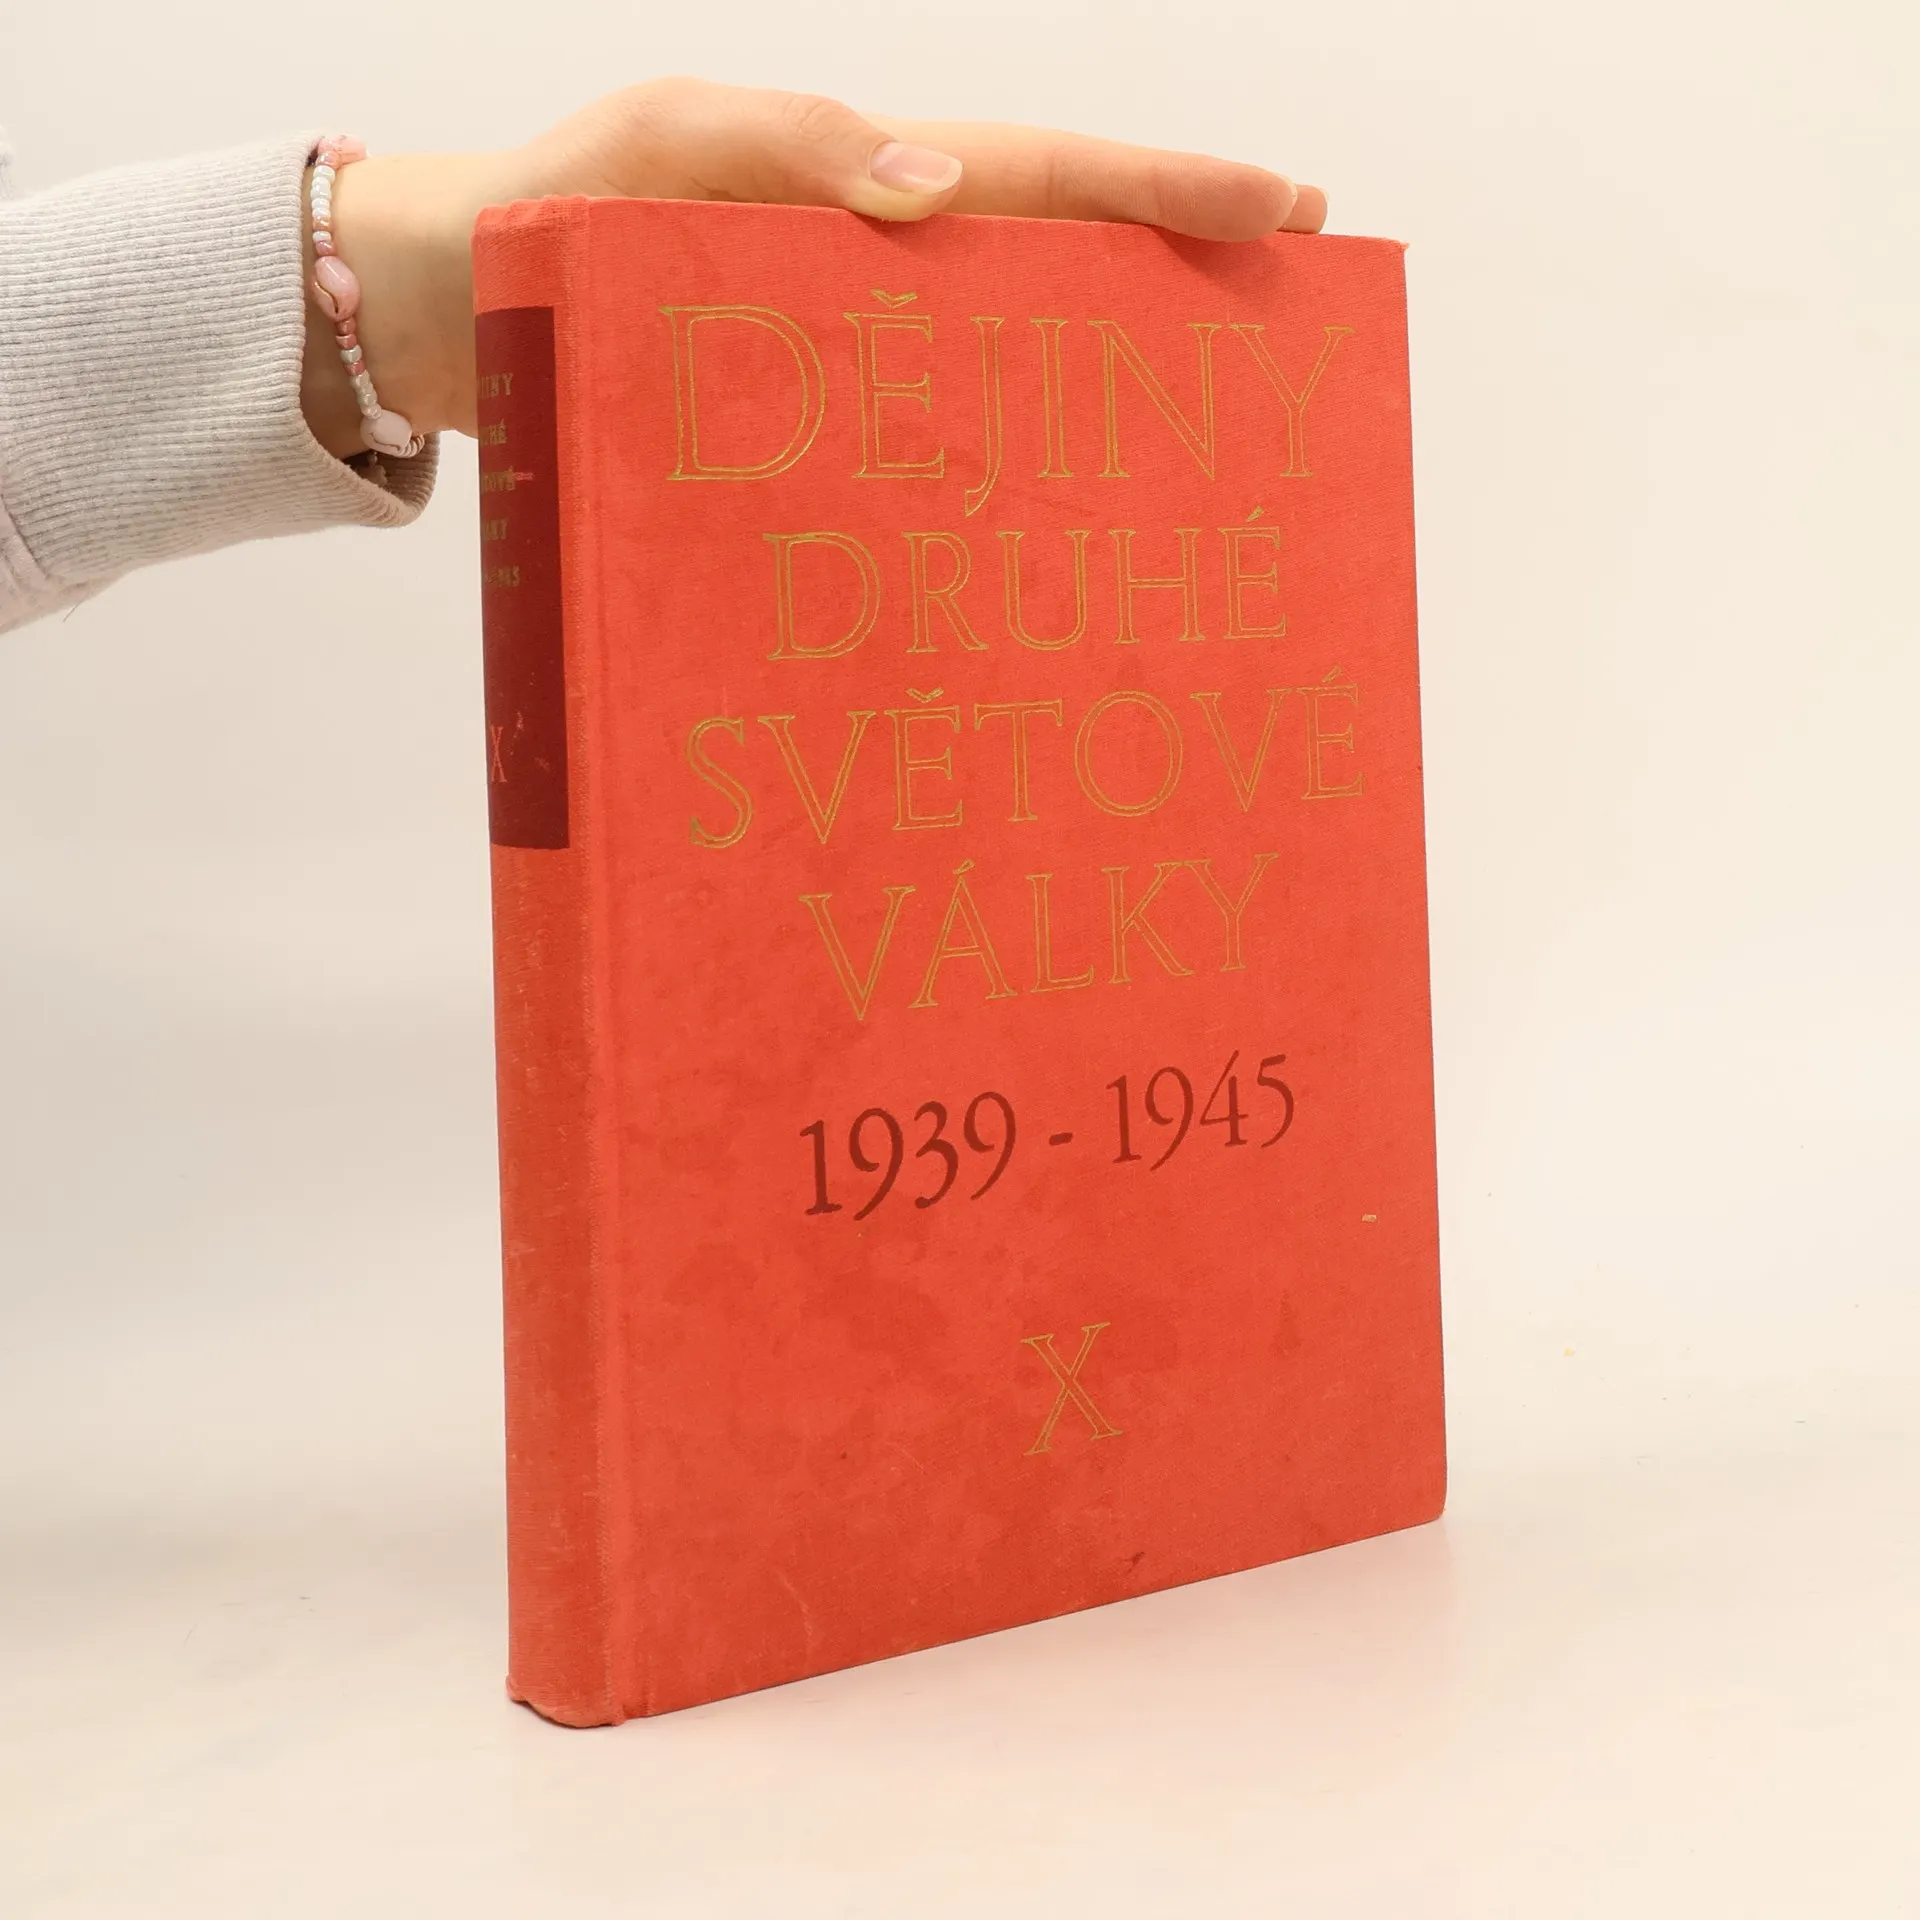 DĚJINY
DRUHÉ
SVĚTOVÉ
VÁLKY
1939 - 1945
X
X